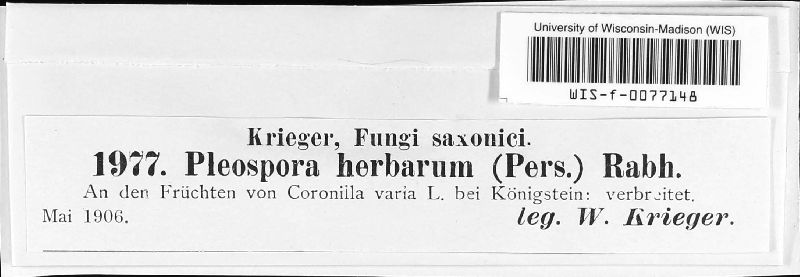 University of Wisconsin-Madison (WIS)
WIS-f-0077148
Krieger, Fungi saxonici.
1977. Pleospora herbarum (Pers.) Rabh.
An den Früchten von Coronilla varia L. bei Königstein: verbreitet.
Mai 1906.
leg. W. Krieger.